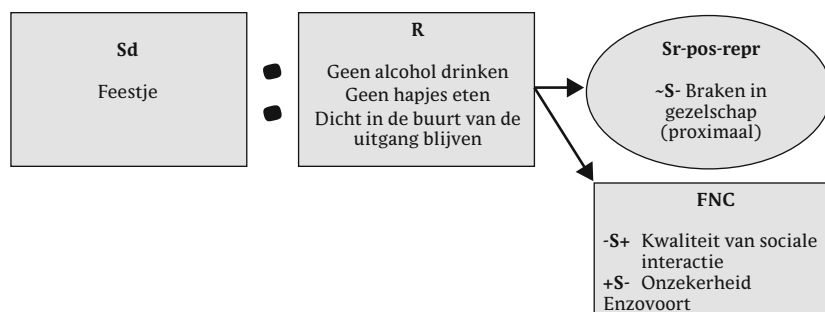 Sd
Feestje
R
Geen alcohol drinken
Geen hapjes eten
Dicht in de buurt van de
uitgang blijven
Sr-pos-repr
~S- Braken in
gezelschap
(proximaal)
FNC
-S+ Kwaliteit van sociale
interactie
+S- Onzekerheid
Enzovoort